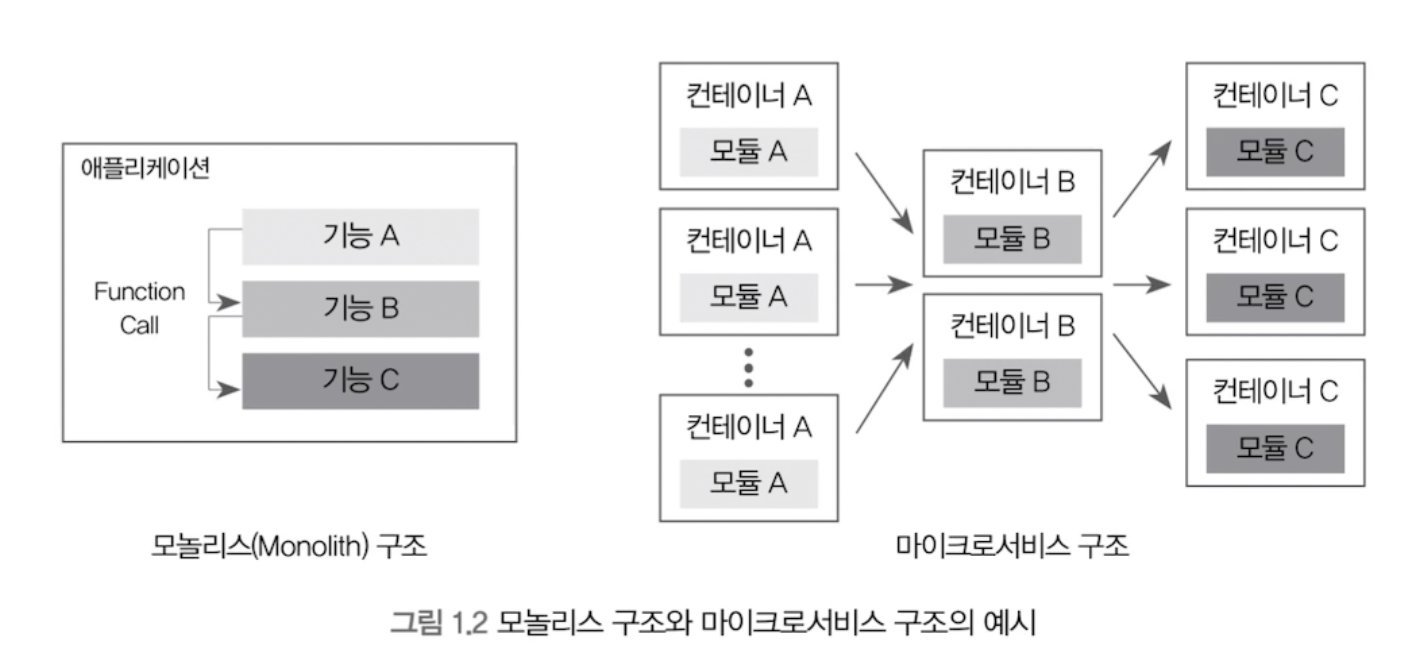 애플리케이션
기능 A
Function
Call
기능 B
기능 C
모놀리스(Monolith) 구조
컨테이너 A
모듈 A
컨테이너 A
모듈 A
컨테이너 A
모듈 A
컨테이너 B
모듈 B
컨테이너 B
모듈 B
컨테이너 C
모듈 C
컨테이너 C
모듈 C
컨테이너 C
모듈 C
마이크로서비스 구조
그림 1.2 모놀리스 구조와 마이크로서비스 구조의 예시